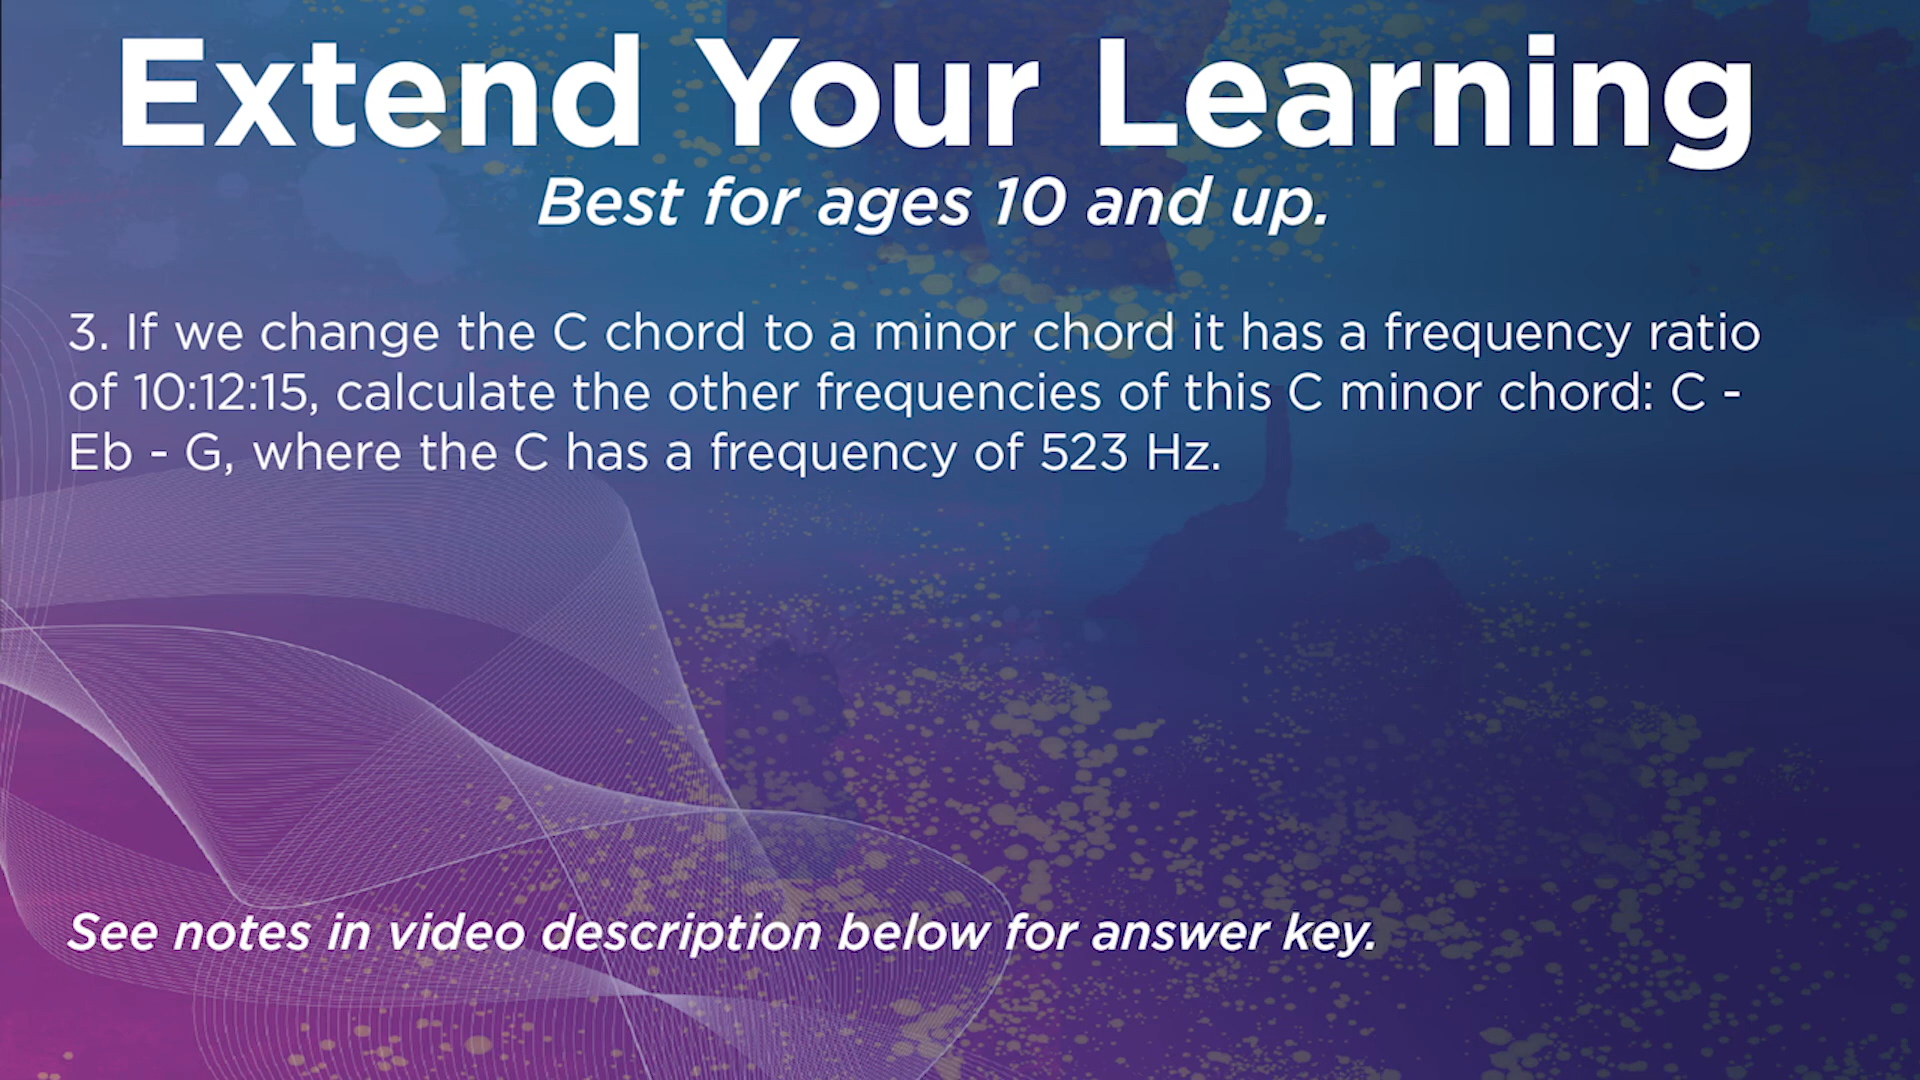 Extend Your Learning
Best for ages 10 and up.
3. If we change the C chord to a minor chord it has a frequency ratio
of 10:12:15, calculate the other frequencies of this C minor chord: C -
Eb - G, where the C has a frequency of 523 Hz.
See notes in video description below for answer key.